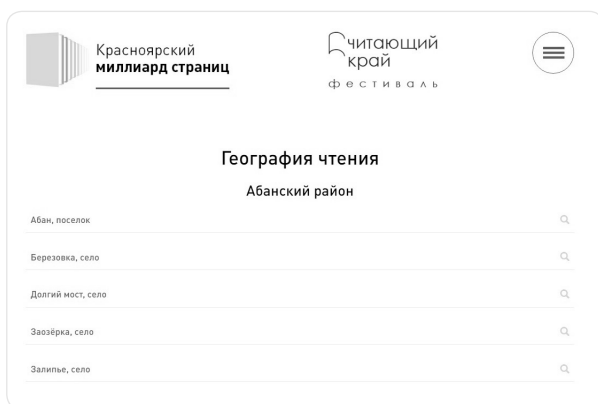 Красноярский
миллиард страниц
читающий
край
фестиваль
География чтения
Абанский район
Абан, поселок
Березовка, село
Долгий мост, село
Заозёрка, село
Залипье, село